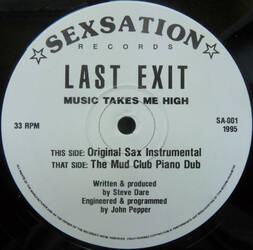 SEXSATION
RECORDS
LAST EXIT
MUSIC TAKES ME HIGH
33 RPM
SA-001
1995
THIS SIDE: Original Sax Instrumental
THAT SIDE: The Mud Club Piano Dub
Written & produced
by Steve Dare
Engineered & programmed
by John Pepper